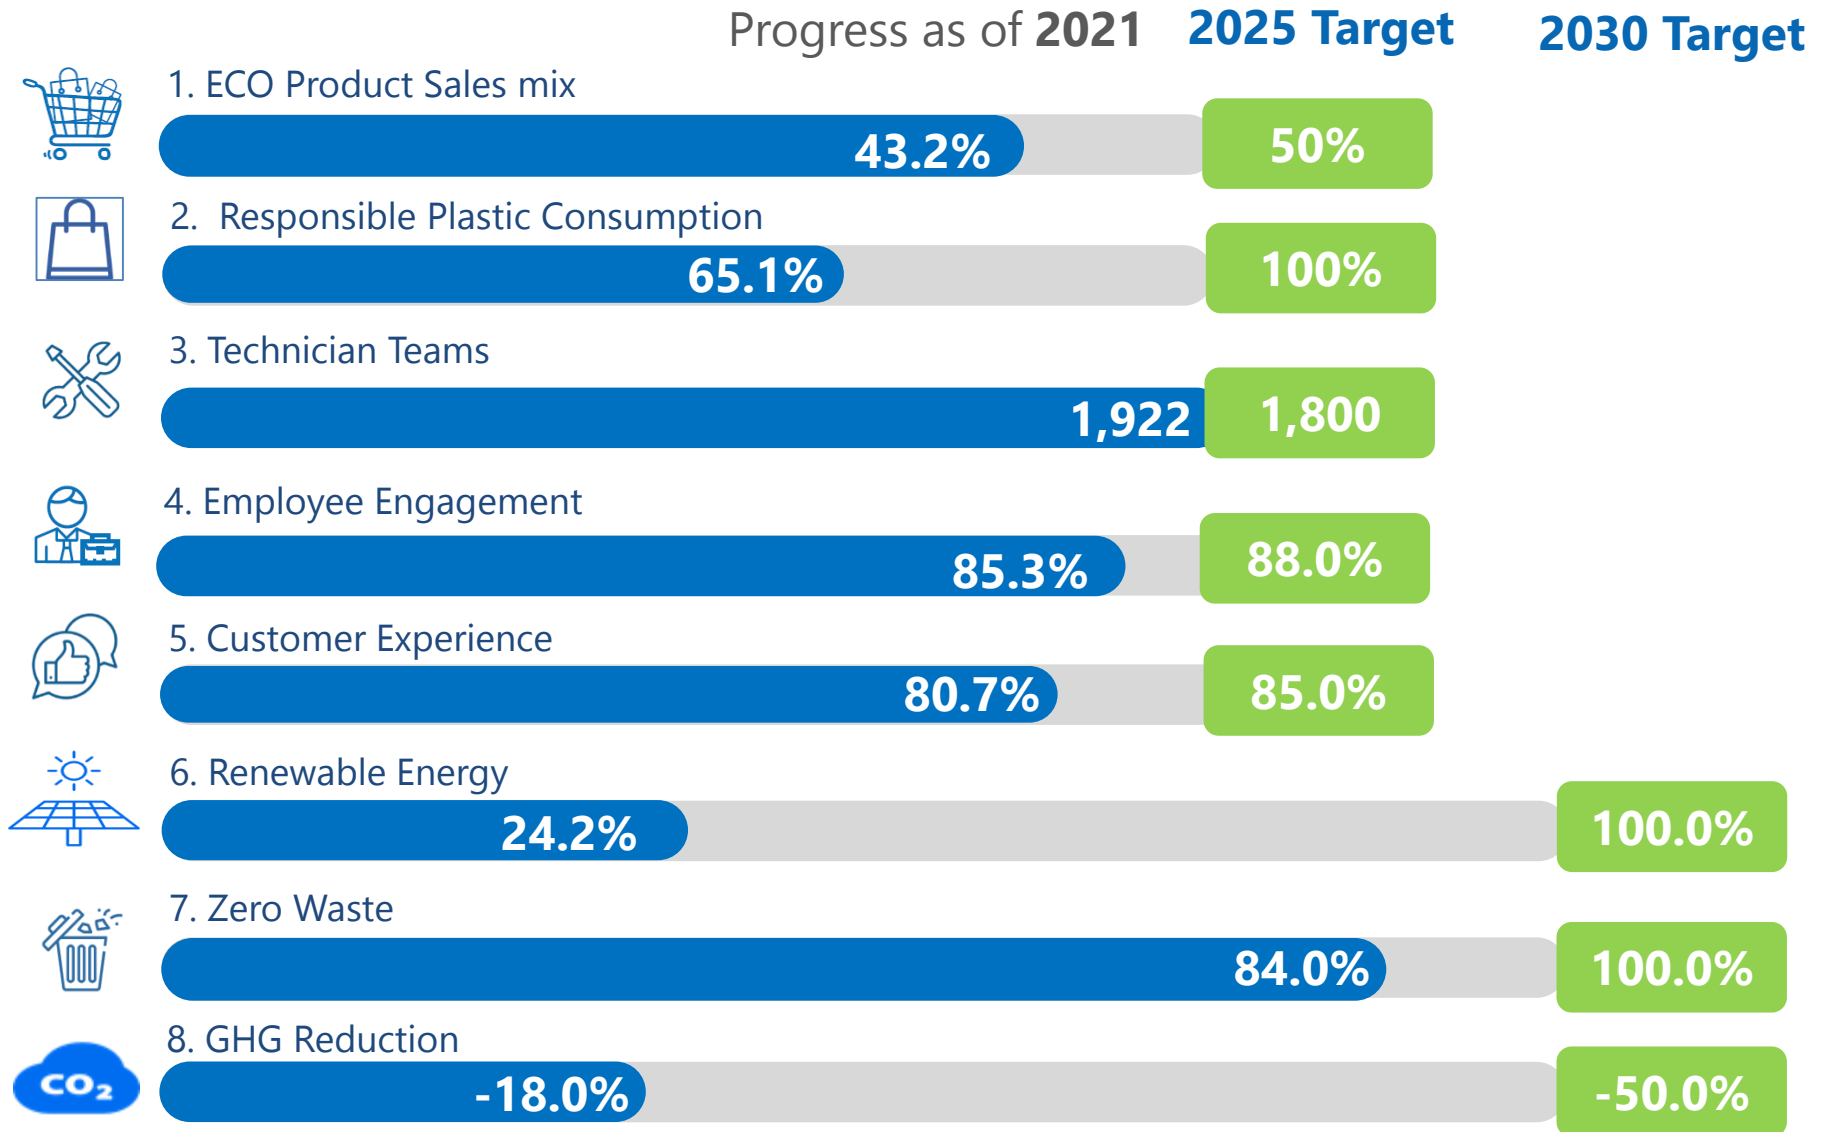 Progress as of 2021 2025 Target 2030 Target
1. ECO Product Sales mix
43.2% 50%
2. Responsible Plastic Consumption
65.1% 100%
3. Technician Teams
1,922 1,800
4. Employee Engagement
85.3% 88.0%
5. Customer Experience
80.7% 85.0%
6. Renewable Energy
24.2% 100.0%
7. Zero Waste
84.0% 100.0%
8. GHG Reduction
CO₂ -18.0% -50.0%